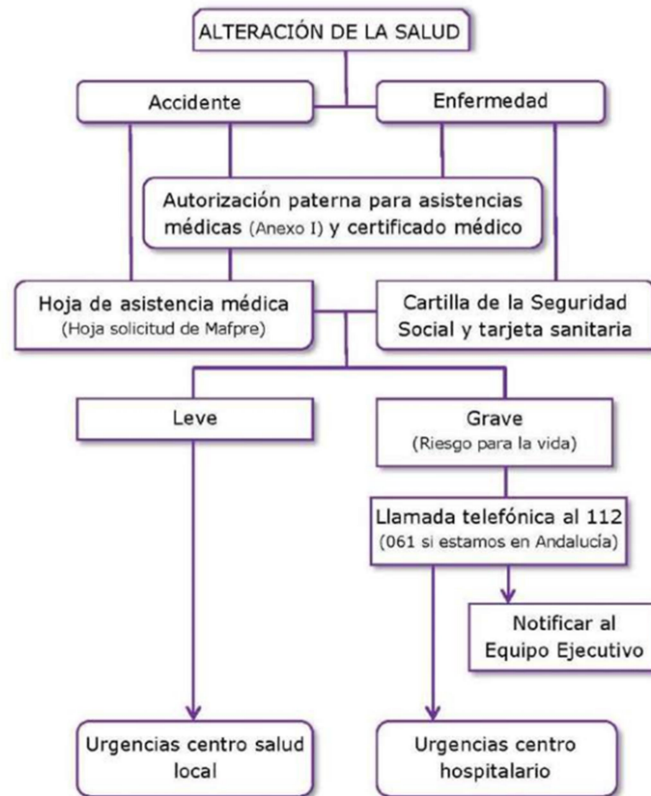 ALTERACIÓN DE LA SALUD
Accidente
Enfermedad
Autorización paterna para asistencias
médicas (Anexo I) y certificado médico
Hoja de asistencia médica
(Hoja solicitud de Mafpre)
Cartilla de la Seguridad
Social y tarjeta sanitaria
Leve
Grave
(Riesgo para la vida)
Llamada telefónica al 112
(061 si estamos en Andalucía)
Notificar al
Equipo Ejecutivo
Urgencias centro salud
local
Urgencias centro
hospitalario